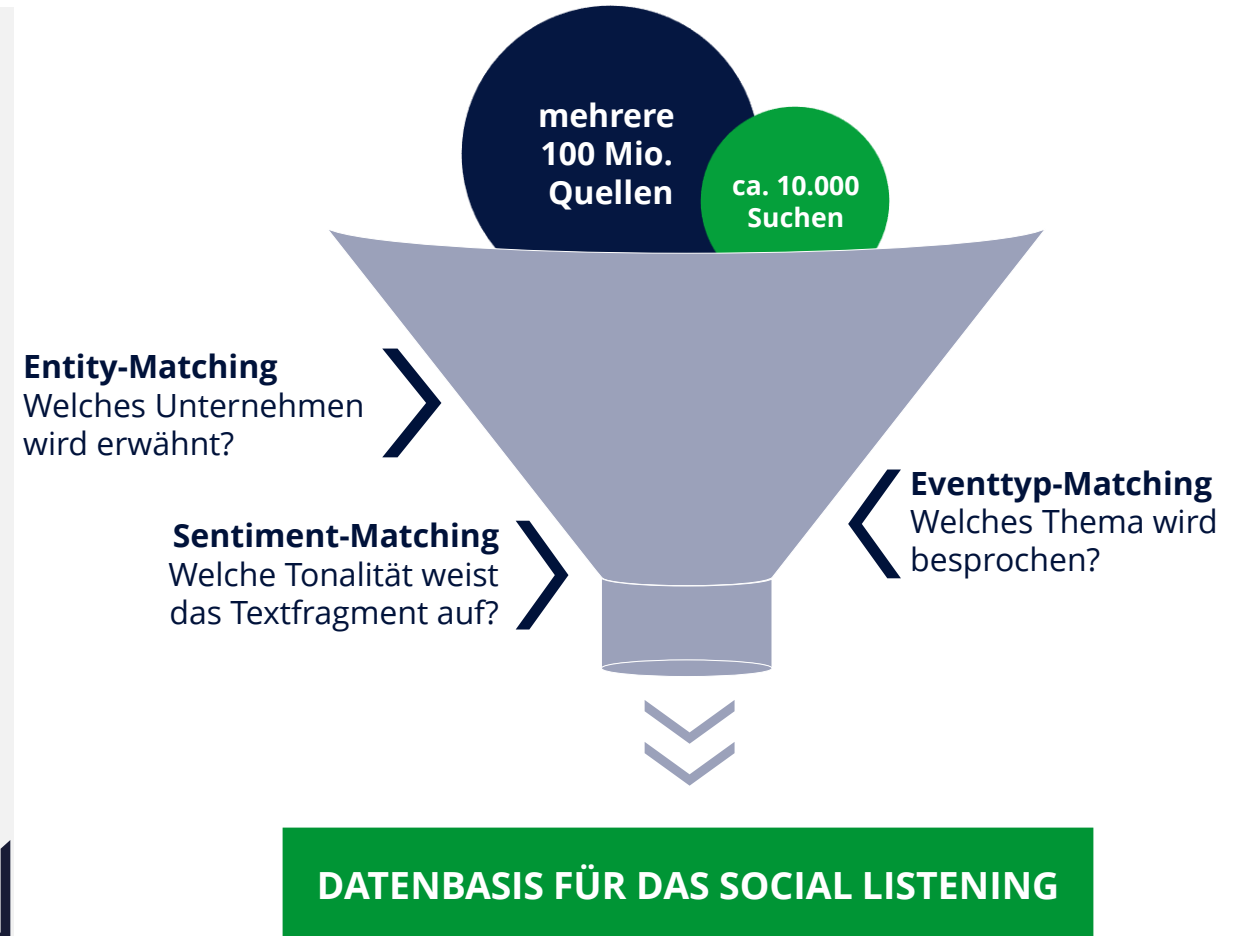 mehrere
100 Mio.
Quellen
ca. 10.000
Suchen
Entity-Matching
Welches Unternehmen
wird erwähnt?
Eventtyp-Matching
Welches Thema wird
besprochen?
Sentiment-Matching
Welche Tonalität weist
das Textfragment auf?
DATENBASIS FÜR DAS SOCIAL LISTENING